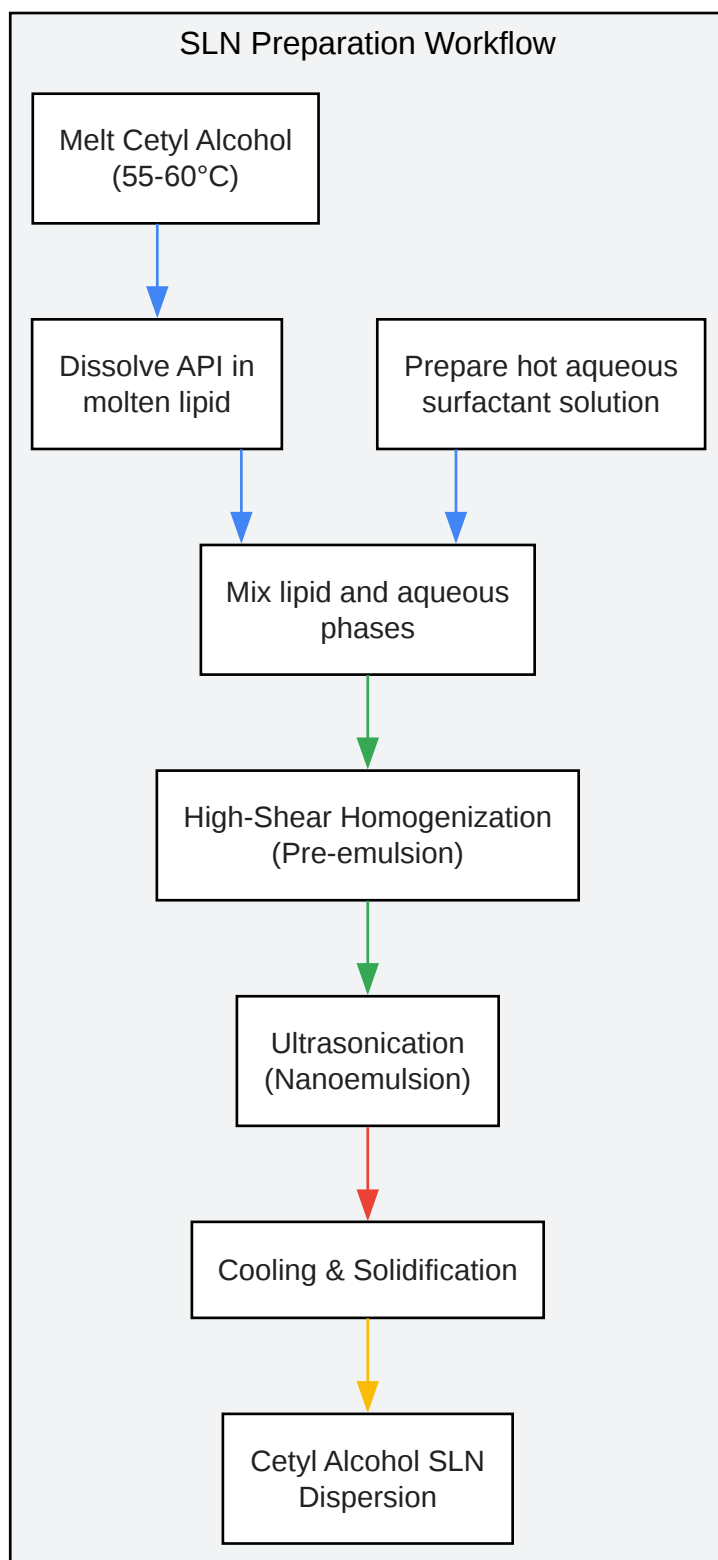 SLN Preparation Workflow
Melt Cetyl Alcohol
(55-60°C)
Dissolve API in
molten lipid
Prepare hot aqueous
surfactant solution
Mix lipid and aqueous
phases
High-Shear Homogenization
(Pre-emulsion)
Ultrasonication
(Nanoemulsion)
Cooling & Solidification
Cetyl Alcohol SLN
Dispersion